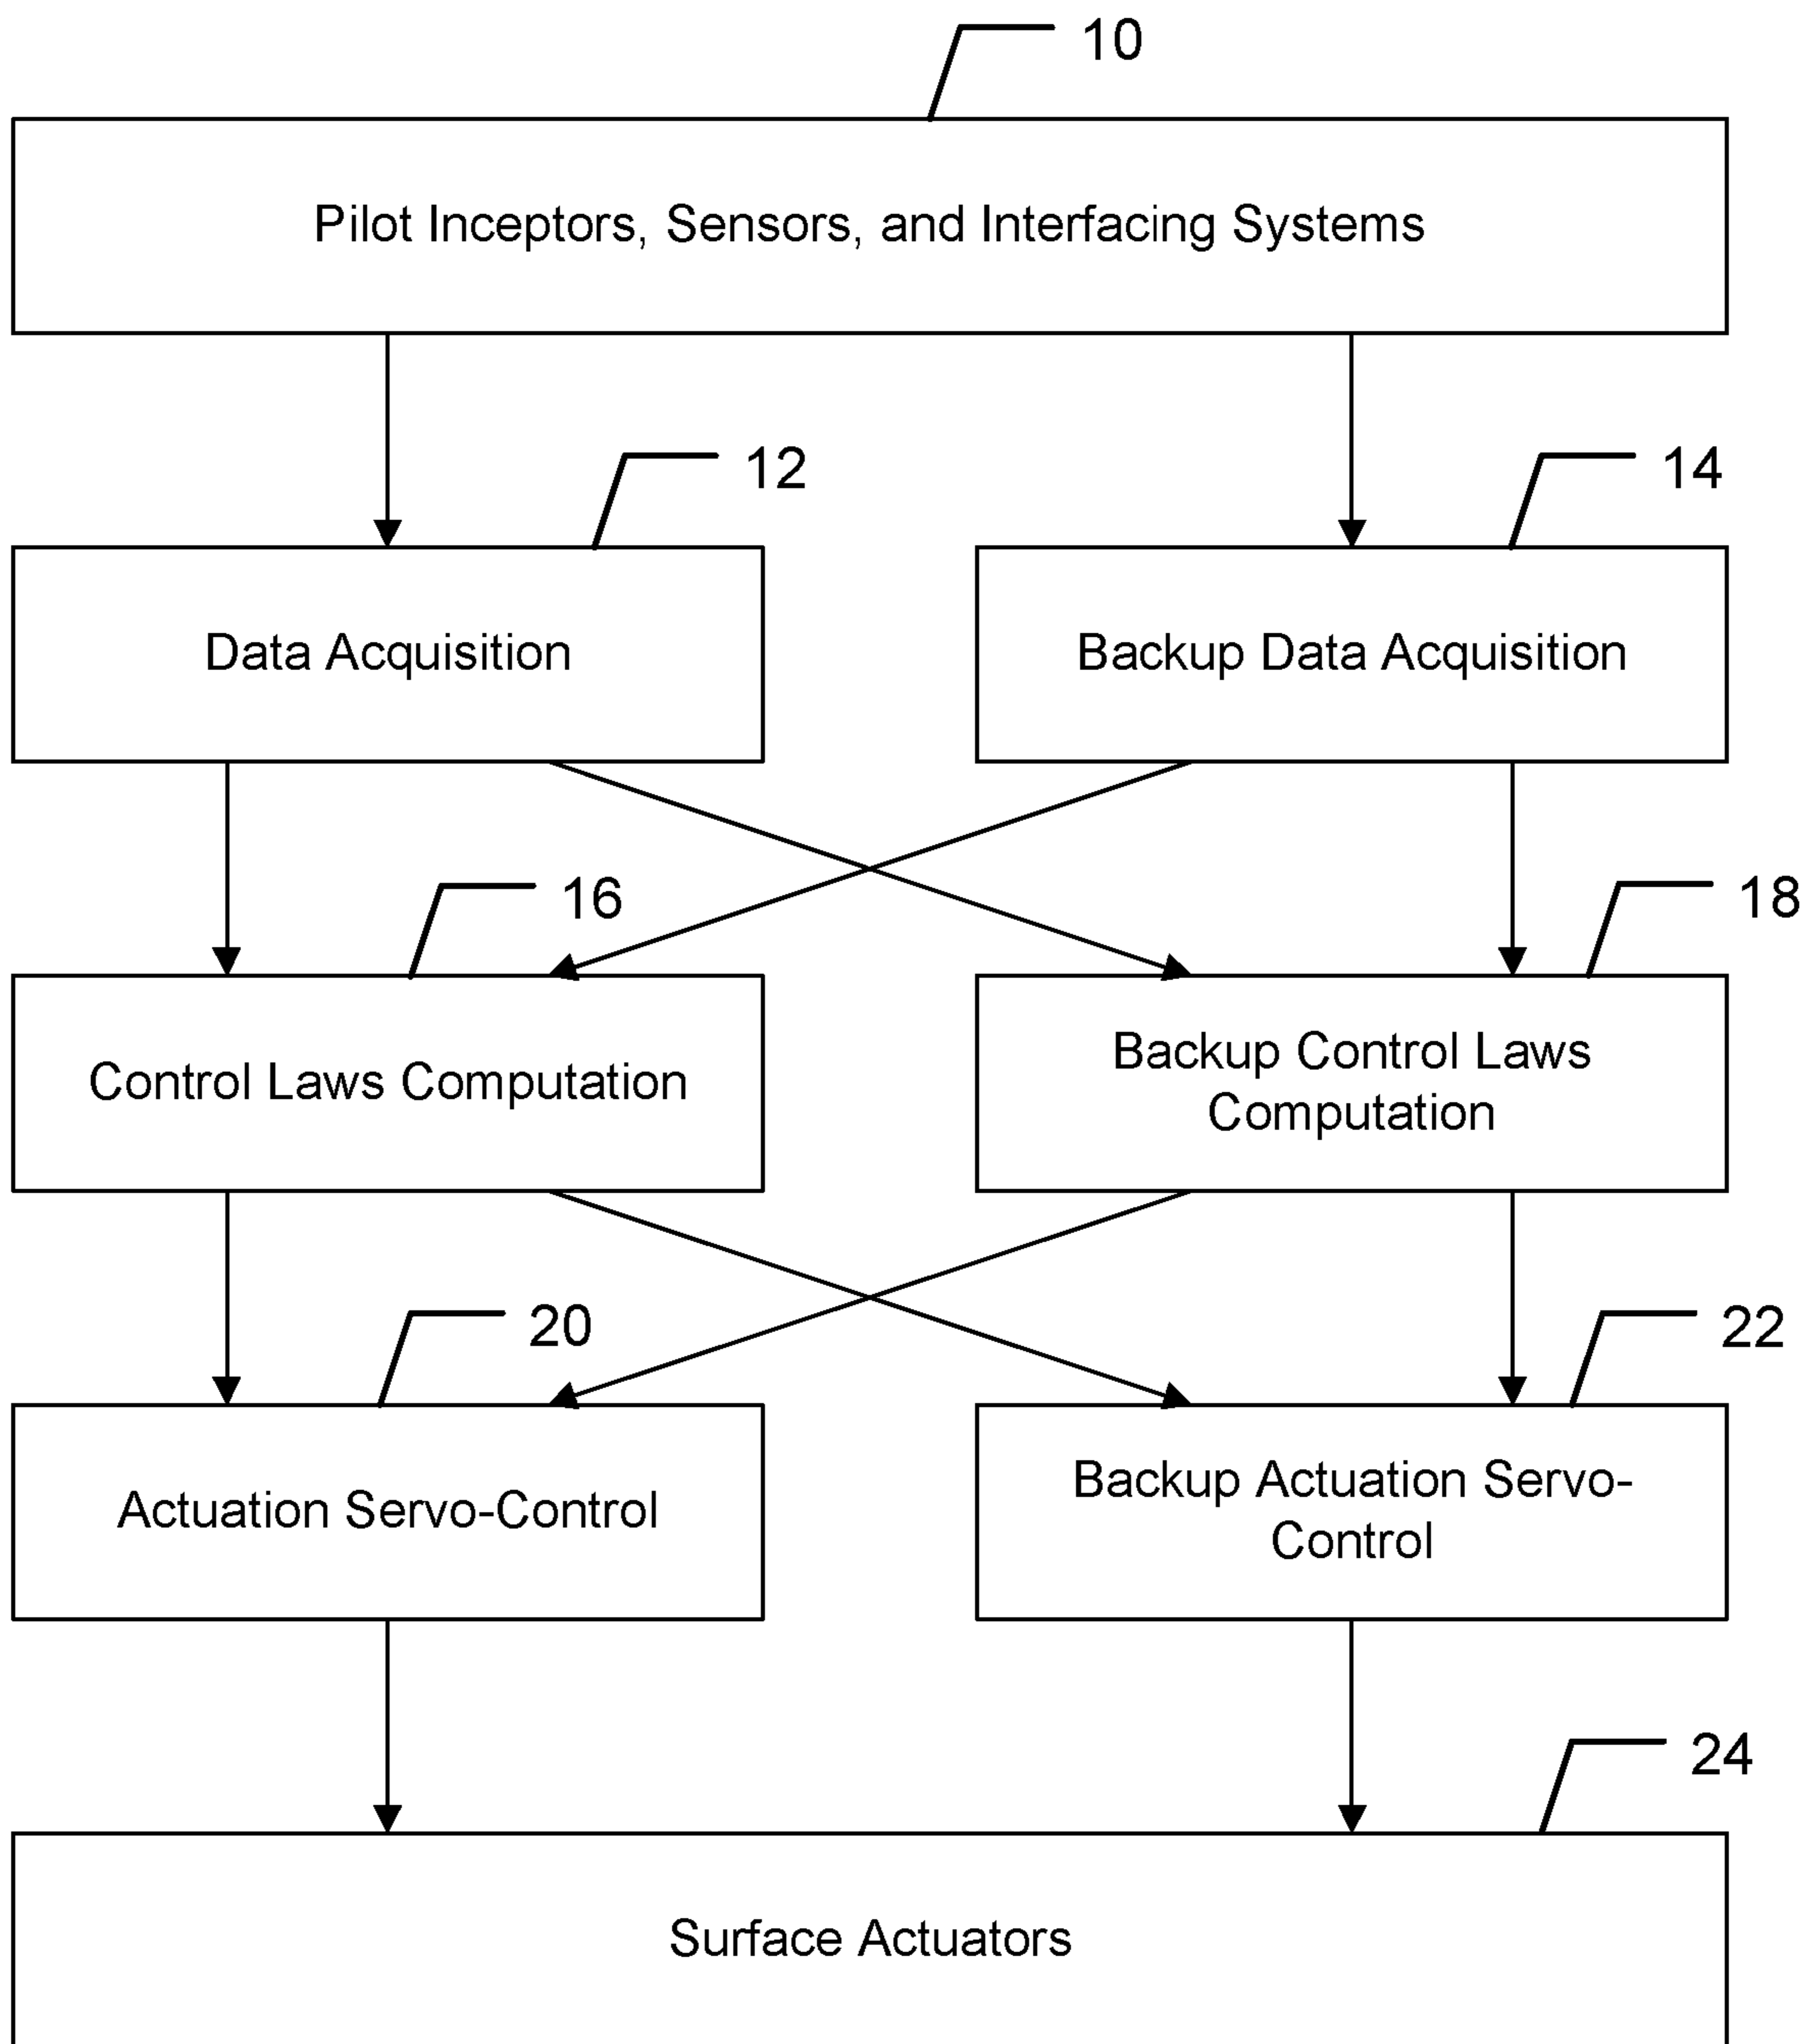 10
Pilot Inceptors, Sensors, and Interfacing Systems
12
14
Data Acquisition
Backup Data Acquisition
16
18
Control Laws Computation
Backup Control Laws
Computation
20
22
Actuation Servo-Control
Backup Actuation Servo-
Control
24
Surface Actuators